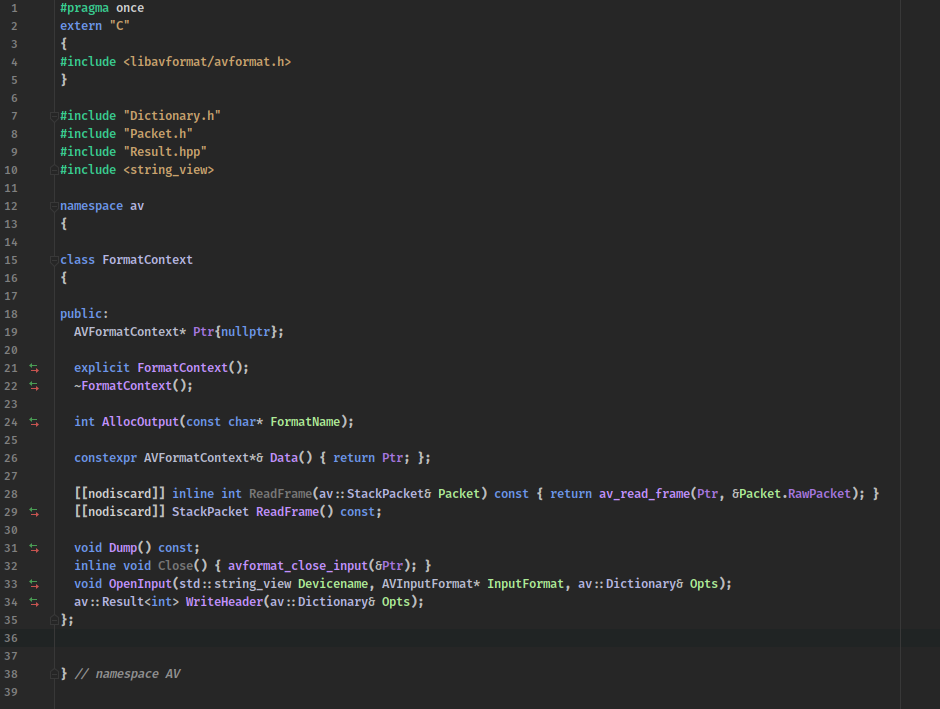 1 #pragma once
2 extern "C"
3 {
4 #include <libavformat/avformat.h>
5 }
6
7 #include "Dictionary.h"
8 #include "Packet.h"
9 #include "Result.hpp"
10 #include <string_view>
11
12 namespace av
13 {
14
15 class FormatContext
16 {
17
18 public:
19 AVFormatContext* Ptr{nullptr};
20
21 explicit FormatContext();
22 ~FormatContext();
23
24 int AllocOutput(const char* FormatName);
25
26 constexpr AVFormatContext*& Data() { return Ptr; };
27
28 [[nodiscard]] inline int ReadFrame(av::StackPacket& Packet) const { return av_read_frame(Ptr, &Packet.RawPacket); }
29 [[nodiscard]] StackPacket ReadFrame() const;
30
31 void Dump() const;
32 inline void Close() { avformat_close_input(&Ptr); }
33 void OpenInput(std::string_view Devicename, AVInputFormat* InputFormat, av::Dictionary& Opts);
34 av::Result<int> WriteHeader(av::Dictionary& Opts);
35 };
36
37
38 } // namespace AV
39